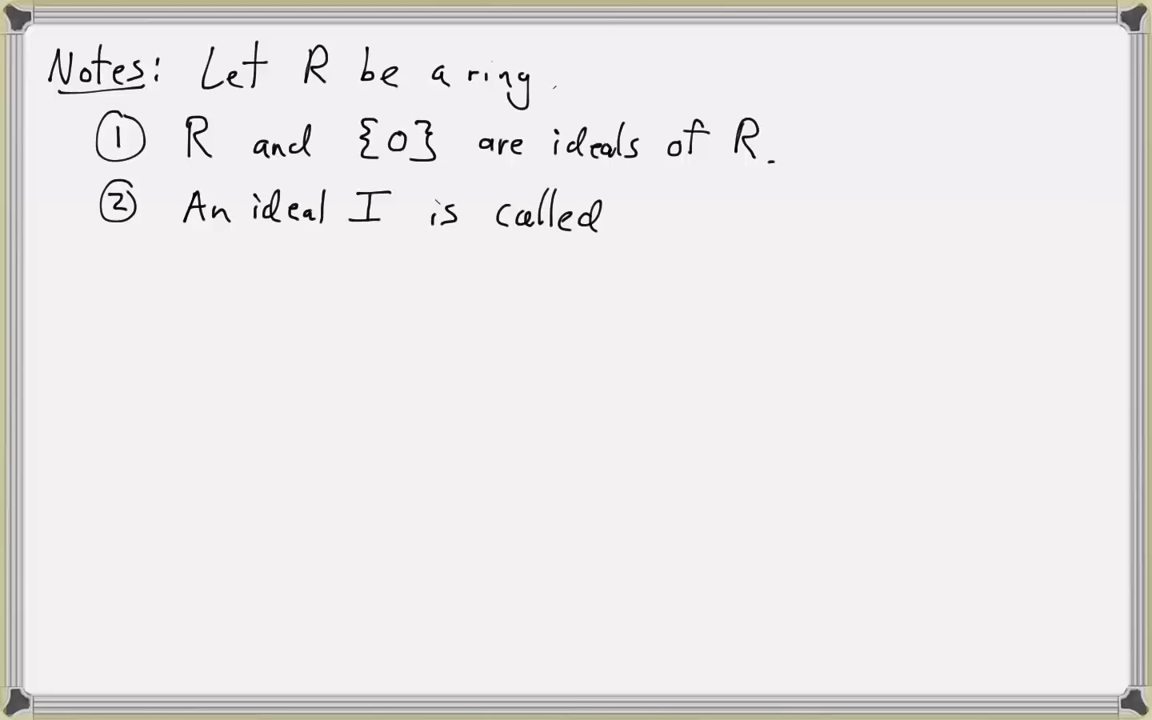 Notes: Let R be a ring.
① R and {0} are ideals of R.
② An ideal I is called